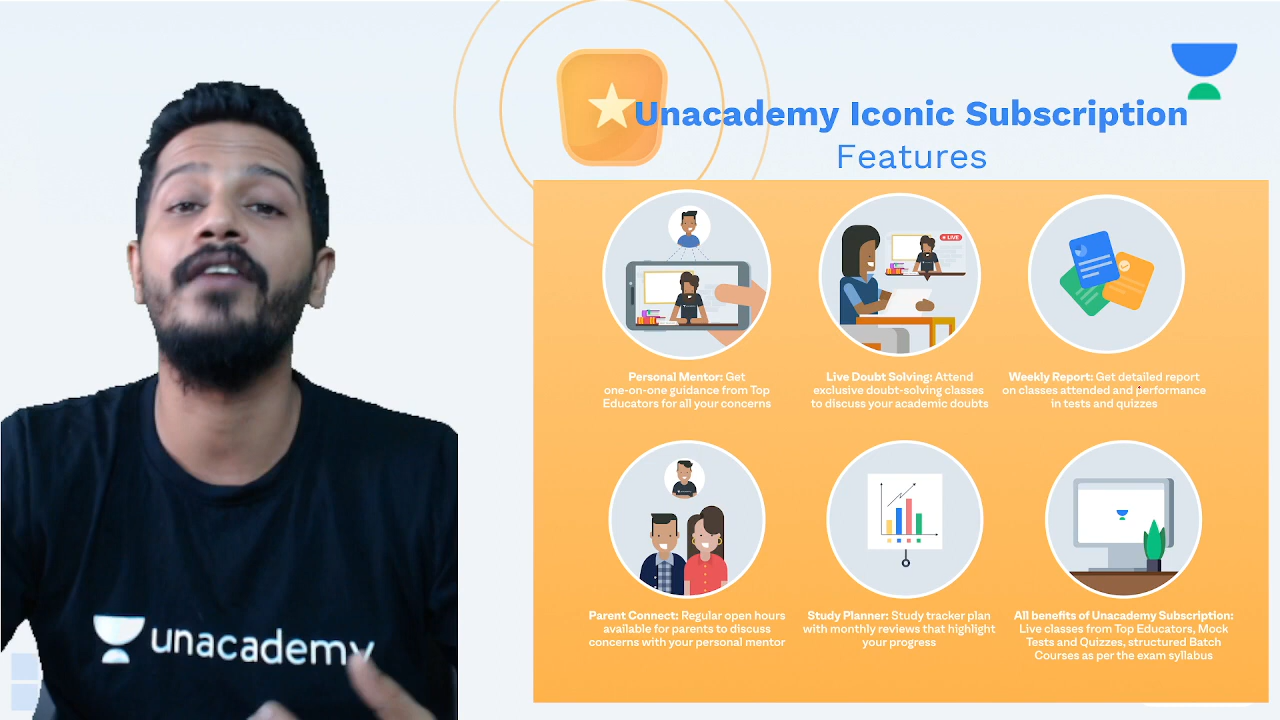 Unacademy Iconic Subscription
Features
LIVE
Personal Mentor: Get
one-on-one guidance from Top
Educators for all your concerns
Live Doubt Solving: Attend
exclusive doubt-solving classes
to discuss your academic doubts
Weekly Report: Get detailed report
on classes attended and performance
in tests and quizzes
Parent Connect: Regular open hours
available for parents to discuss
concerns with your personal mentor
Study Planner: Study tracker plan
with monthly reviews that highlight
your progress
All benefits of Unacademy Subscription:
Live classes from Top Educators, Mock
Tests and Quizzes, structured Batch
Courses as per the exam syllabus
unacademy